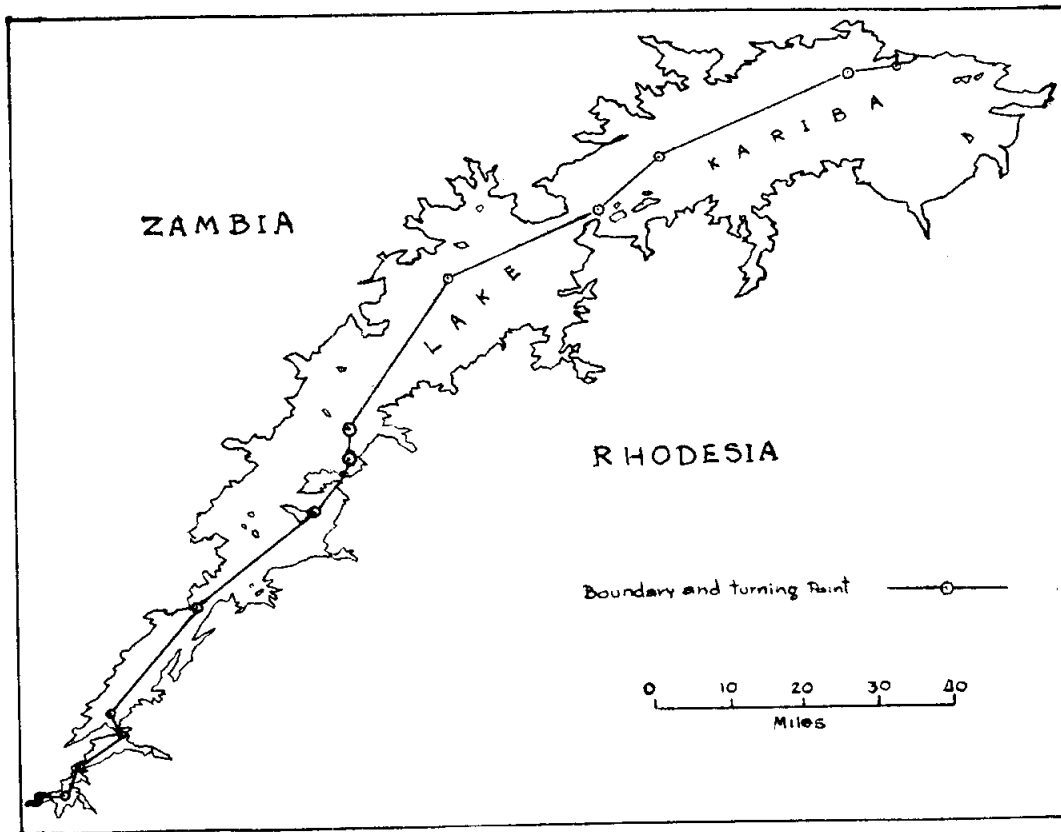 ZAMBIA
LAKE KARIBA
RHODESIA
Boundary and turning Point
0 10 20 30 40
Miles